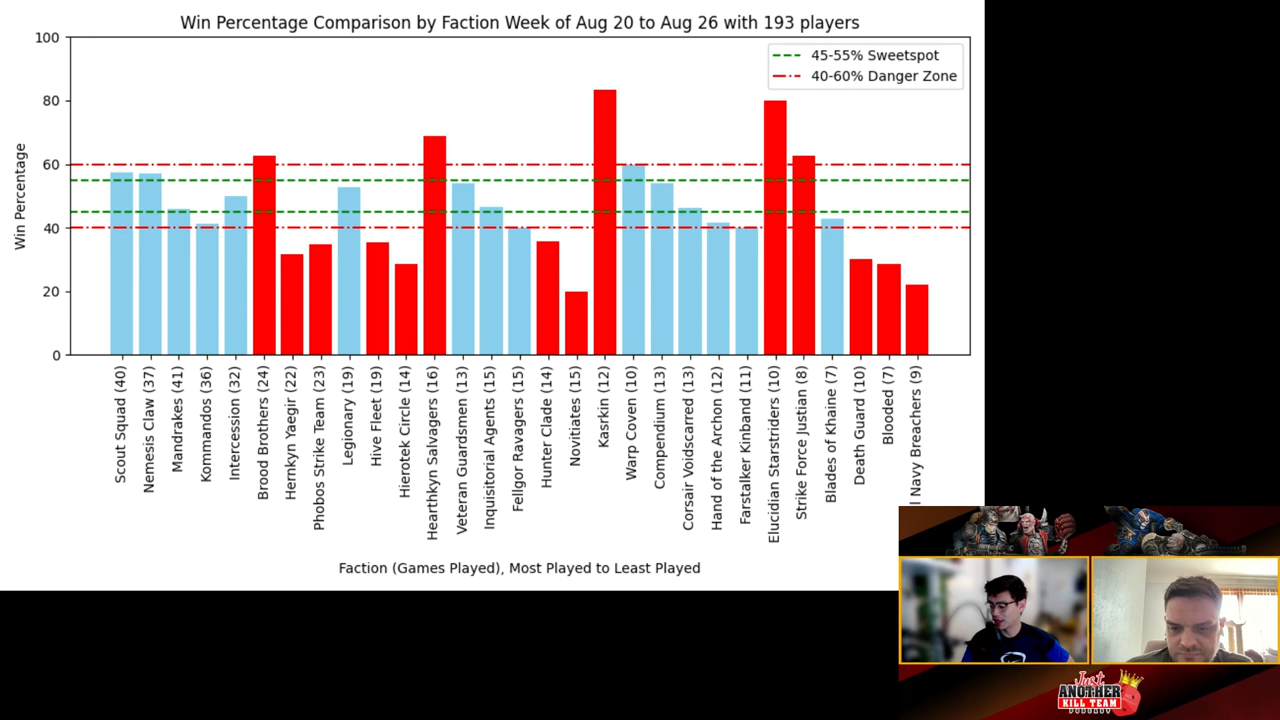 Win Percentage Comparison by Faction Week of Aug 20 to Aug 26 with 193 players
45-55% Sweetspot
40-60% Danger Zone
Win Percentage
100
80
60
40
20
0
Scout Squad (40)
Nemesis Claw (37)
Mandrakes (41)
Kommandos (36)
Intercession (32)
Brood Brothers (24)
Hernkyn Yaegir (22)
Phobos Strike Team (23)
Legionary (19)
Hive Fleet (19)
Hierotek Circle (14)
Hearthkyn Salvagers (16)
Veteran Guardsmen (13)
Inquisitorial Agents (15)
Fellgor Ravagers (15)
Hunter Clade (14)
Novitiates (15)
Kasrkin (12)
Warp Coven (10)
Compendium (13)
Corsair Voidscarred (13)
Hand of the Archon (12)
Farstalker Kinband (11)
Elucidian Starstriders (10)
Strike Force Justian (8)
Blades of Khaine (7)
Death Guard (10)
Blooded (7)
l Navy Breachers (9)
Faction (Games Played), Most Played to Least Played
Just
ANOTHER
KILL TEAM
PODCAST